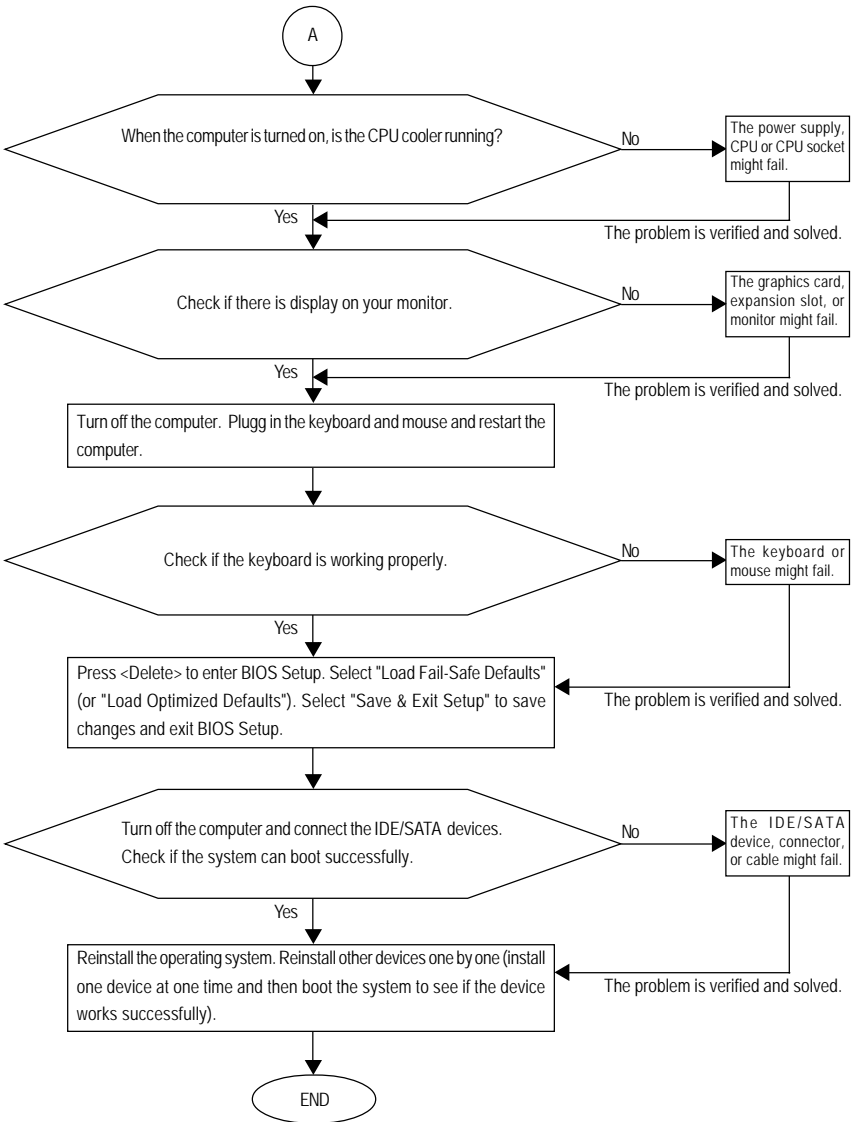 A
When the computer is turned on, is the CPU cooler running?
No
The power supply,
CPU or CPU socket
might fail.
Yes
The problem is verified and solved.
Check if there is display on your monitor.
No
The graphics card,
expansion slot, or
monitor might fail.
Yes
The problem is verified and solved.
Turn off the computer. Plugg in the keyboard and mouse and restart the
computer.
Check if the keyboard is working properly.
No
The keyboard or
mouse might fail.
Yes
Press <Delete> to enter BIOS Setup. Select "Load Fail-Safe Defaults"
(or "Load Optimized Defaults"). Select "Save & Exit Setup" to save
changes and exit BIOS Setup.
The problem is verified and solved.
Turn off the computer and connect the IDE/SATA devices.
Check if the system can boot successfully.
No
The IDE/SATA
device, connector,
or cable might fail.
Yes
Reinstall the operating system. Reinstall other devices one by one (install
one device at one time and then boot the system to see if the device
works successfully).
The problem is verified and solved.
END